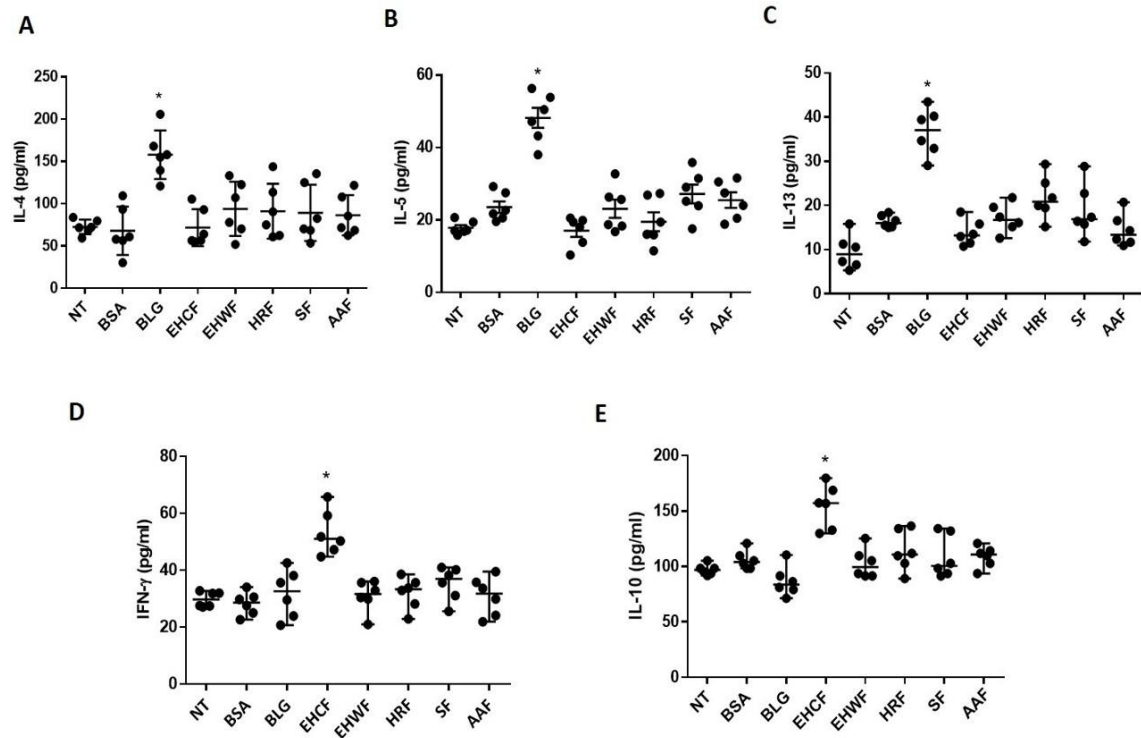 A
IL-4 (pg/ml)
250
200
150
100
50
0
*
NT
BSA
BLG
EHCF
EHWF
HRF
SF
AAF
B
IL-5 (pg/ml)
60
40
20
0
*
NT
BSA
BLG
EHCF
EHWF
HRF
SF
AAF
C
IL-13 (pg/ml)
50
40
30
20
10
0
*
NT
BSA
BLG
EHCF
EHWF
HRF
SF
AAF
D
IFN-γ (pg/ml)
80
60
40
20
0
*
NT
BSA
BLG
EHCF
EHWF
HRF
SF
AAF
E
IL-10 (pg/ml)
200
150
100
50
0
*
NT
BSA
BLG
EHCF
EHWF
HRF
SF
AAF